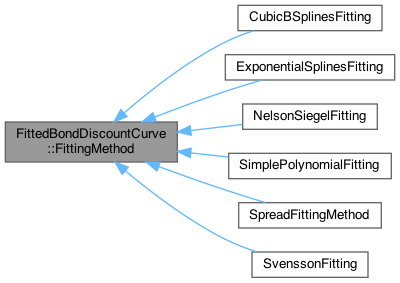 CubicBSplinesFitting
ExponentialSplinesFitting
NelsonSiegelFitting
FittedBondDiscountCurve
::FittingMethod
SimplePolynomialFitting
SpreadFittingMethod
SvenssonFitting